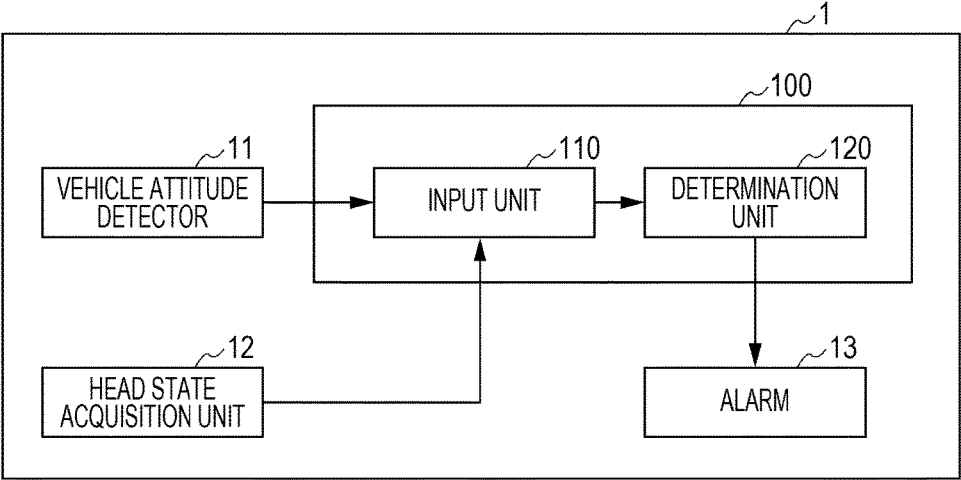 1
100
11
VEHICLE ATTITUDE
DETECTOR
110
INPUT UNIT
120
DETERMINATION
UNIT
12
HEAD STATE
ACQUISITION UNIT
13
ALARM